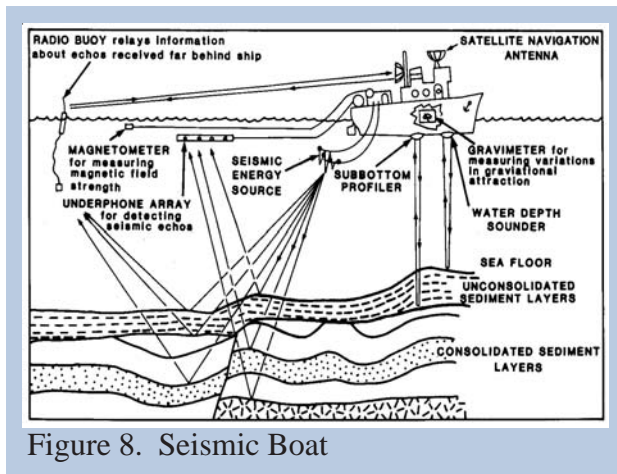 RADIO BUOY relays information
about echos received far behind ship
SATELLITE NAVIGATION
ANTENNA
MAGNETOMETER
for measuring
magnetic field
strength
UNDERPHONE ARRAY
for detecting
seismic echos
SEISMIC
ENERGY
SOURCE
SUBBOTTOM
PROFILER
GRAVIMETER for
measuring variations
in graviational
attraction
WATER DEPTH
SOUNDER
SEA FLOOR
UNCONSOLIDATED
SEDIMENT LAYERS
CONSOLIDATED SEDIMENT
LAYERS
Figure 8. Seismic Boat